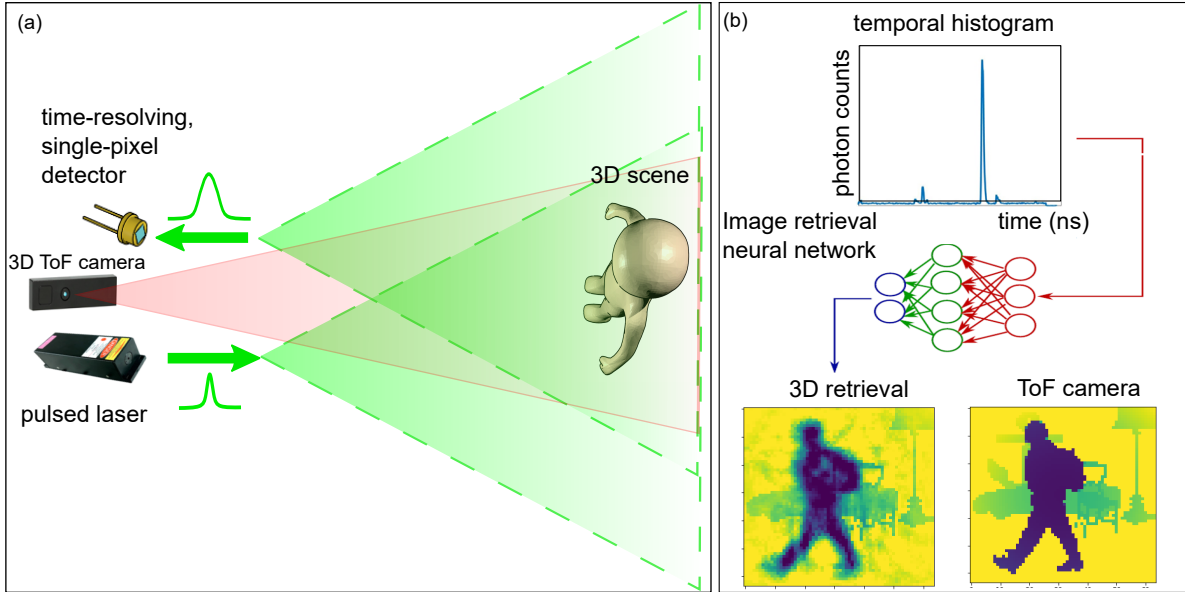 (a)
time-resolving,
single-pixel
detector
3D ToF camera
pulsed laser
3D scene
(b)
temporal histogram
photon counts
time (ns)
Image retrieval
neural network
3D retrieval
ToF camera